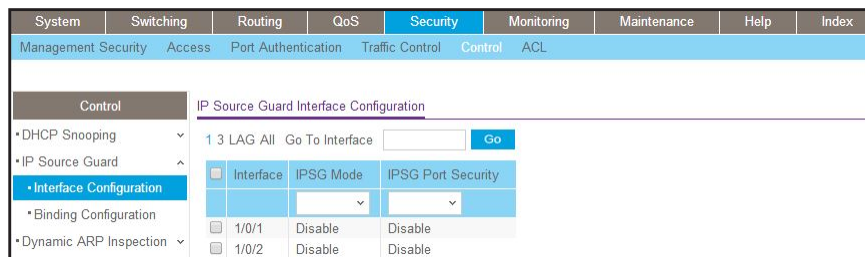 System Switching Routing QoS Security Monitoring Maintenance Help Index
Management Security Access Port Authentication Traffic Control Control ACL
Control
DHCP Snooping
IP Source Guard
Interface Configuration
Binding Configuration
Dynamic ARP Inspection
IP Source Guard Interface Configuration
1 3 LAG All Go To Interface Go
Interface IPSG Mode IPSG Port Security
1/0/1 Disable Disable
1/0/2 Disable Disable